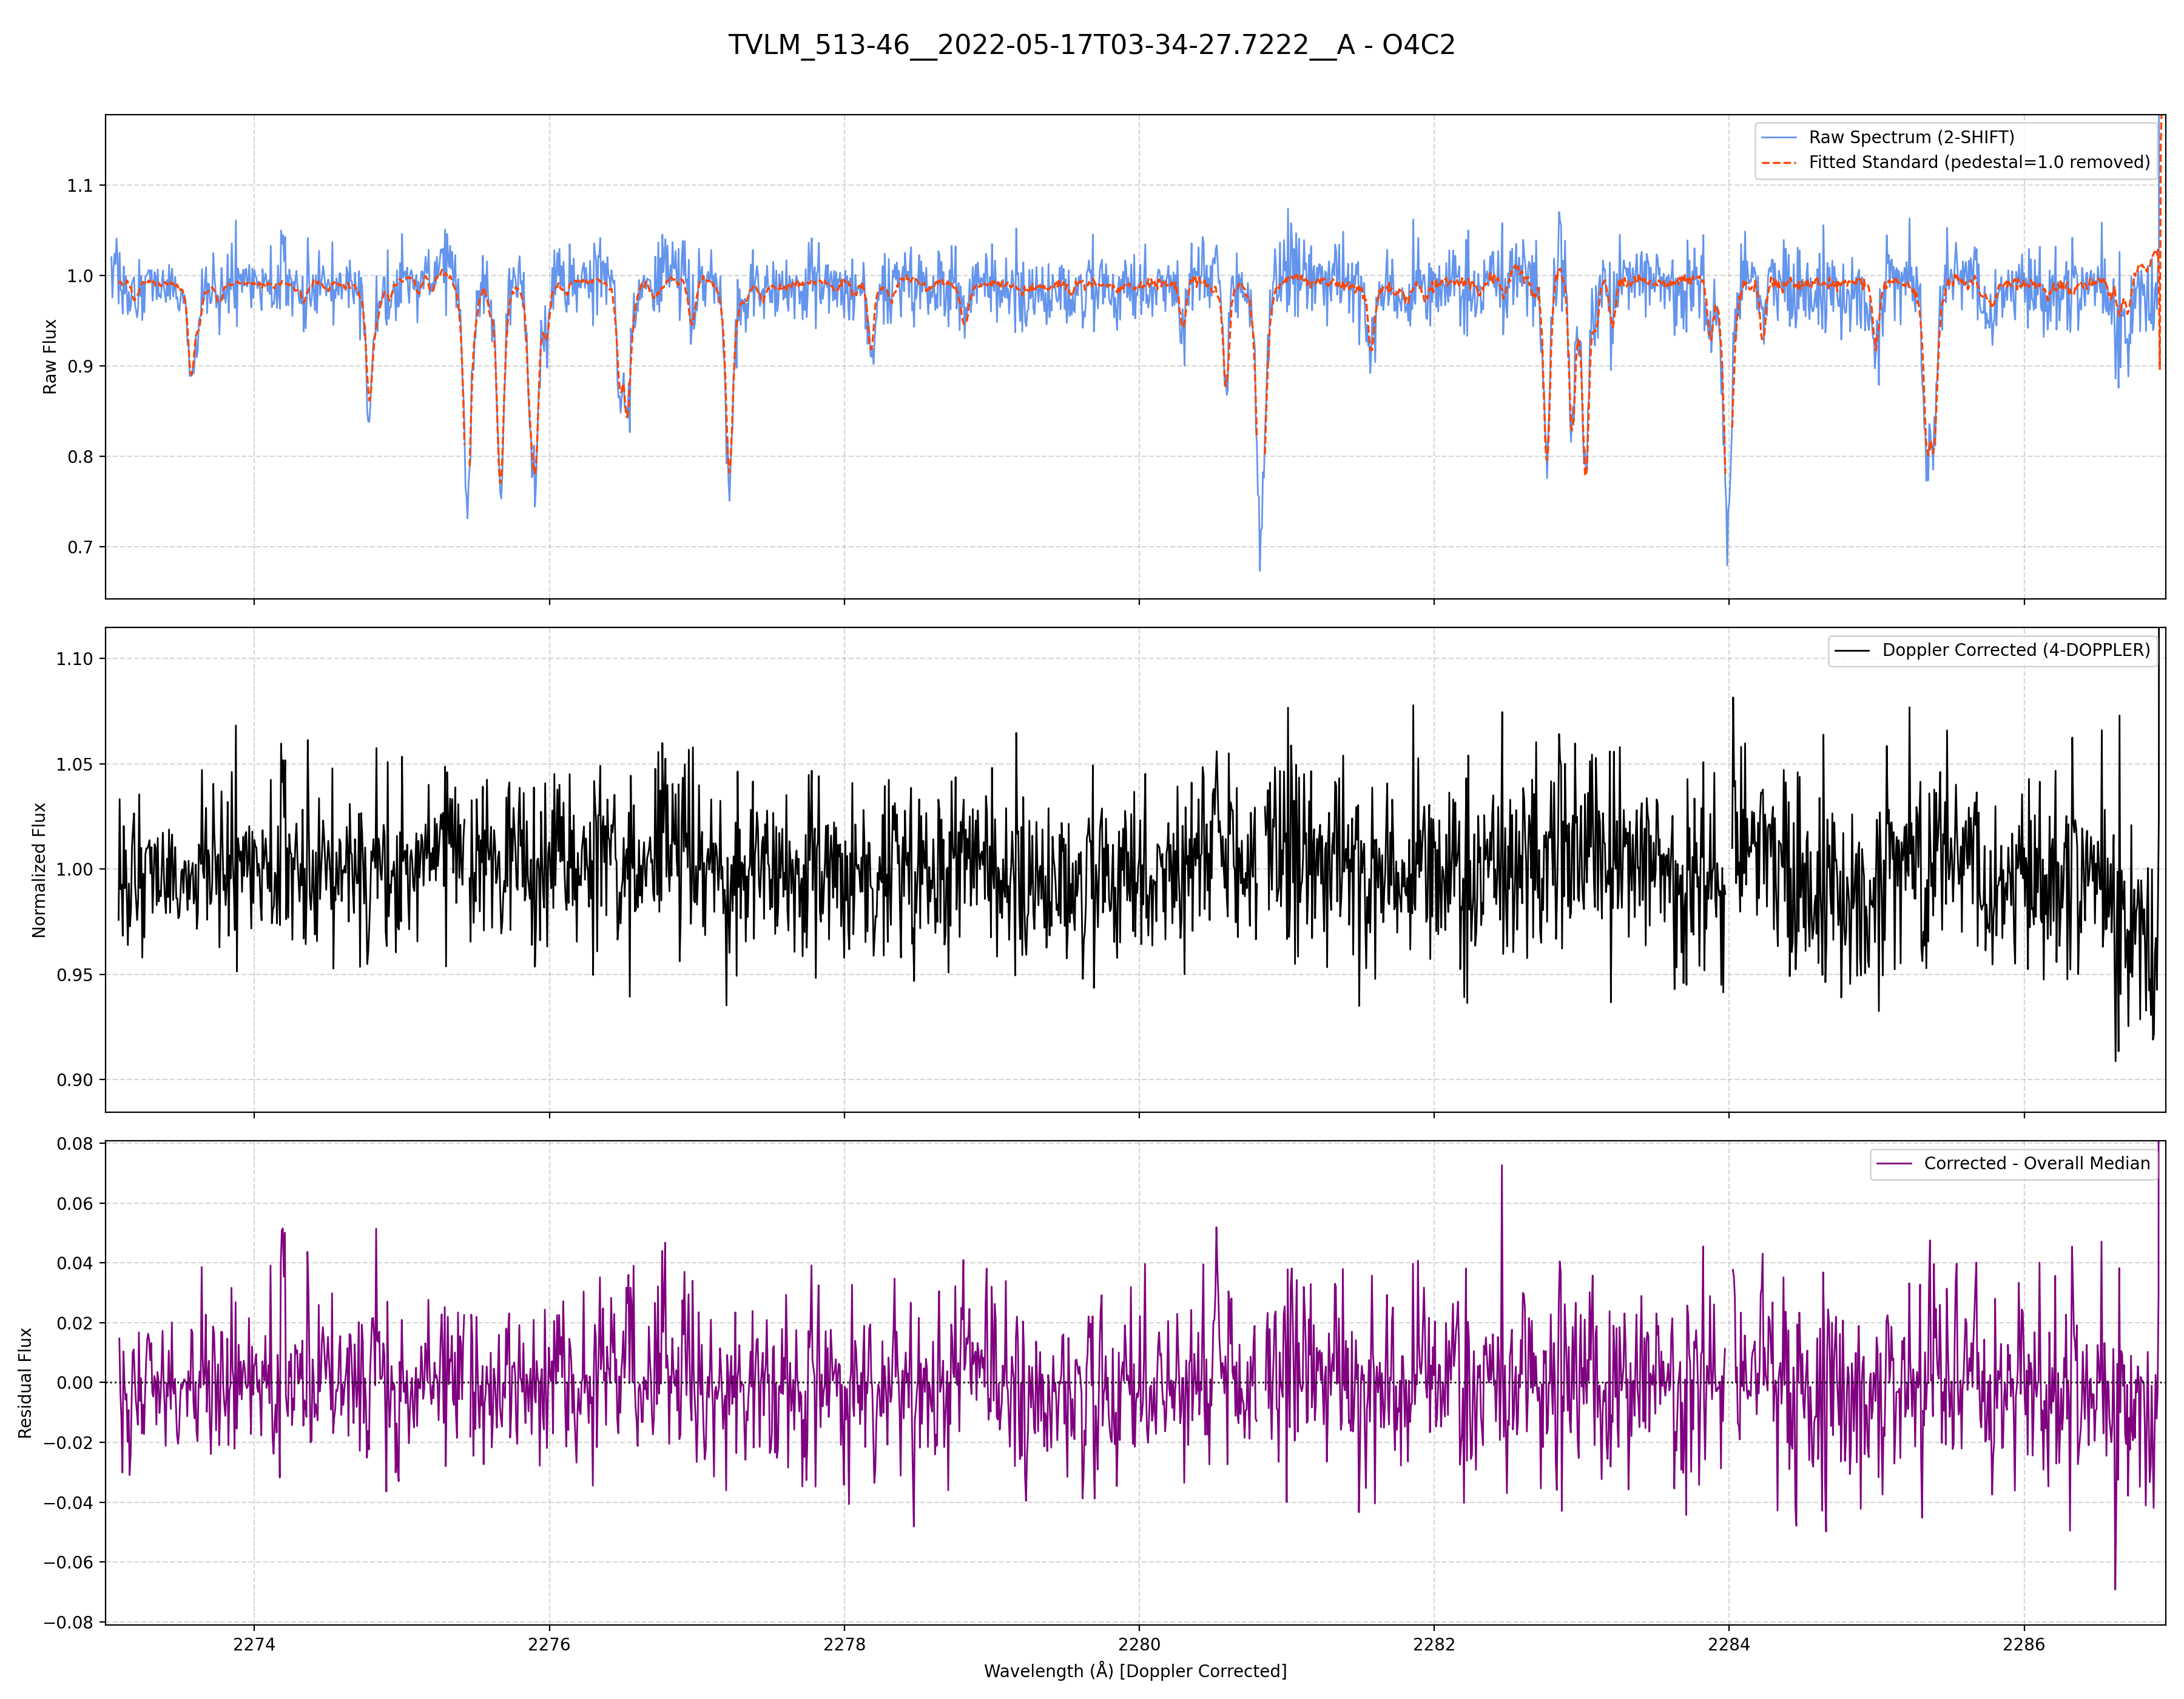 TVLM_513-46__2022-05-17T03-34-27.7222__A - O4C2
Raw Spectrum (2-SHIFT)
Fitted Standard (pedestal=1.0 removed)
1.1
1.0
0.9
0.8
0.7
Raw Flux
Doppler Corrected (4-DOPPLER)
1.10
1.05
1.00
0.95
0.90
Normalized Flux
Corrected - Overall Median
0.08
0.06
0.04
0.02
0.00
−0.02
−0.04
−0.06
−0.08
Residual Flux
2274 2276 2278 2280 2282 2284 2286
Wavelength (Å) [Doppler Corrected]